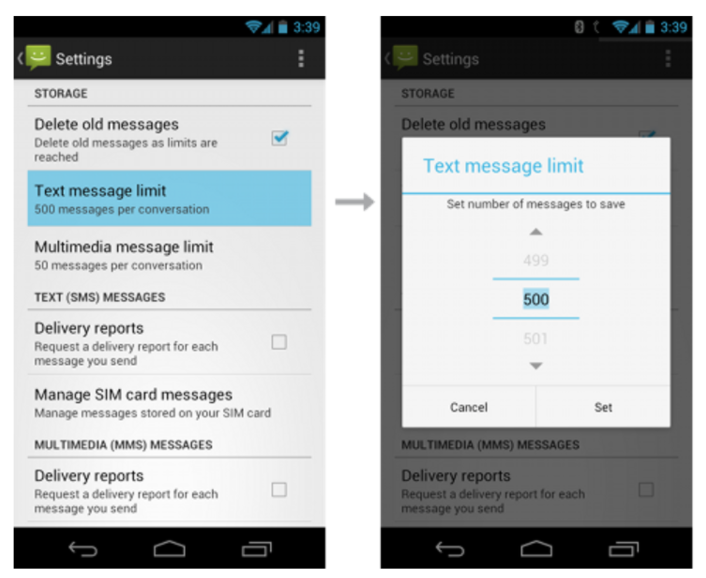 3:39
Settings
STORAGE
Delete old messages
Delete old messages as limits are
reached
Text message limit
500 messages per conversation
Multimedia message limit
50 messages per conversation
TEXT (SMS) MESSAGES
Delivery reports
Request a delivery report for each
message you send
Manage SIM card messages
Manage messages stored on your SIM card
MULTIMEDIA (MMS) MESSAGES
Delivery reports
Request a delivery report for each
message you send
3:39
Settings
STORAGE
Delete old messages
Text message limit
Set number of messages to save
499
500
501
Cancel
Set
MULTIMEDIA (MMS) MESSAGES
Delivery reports
Request a delivery report for each
message you send